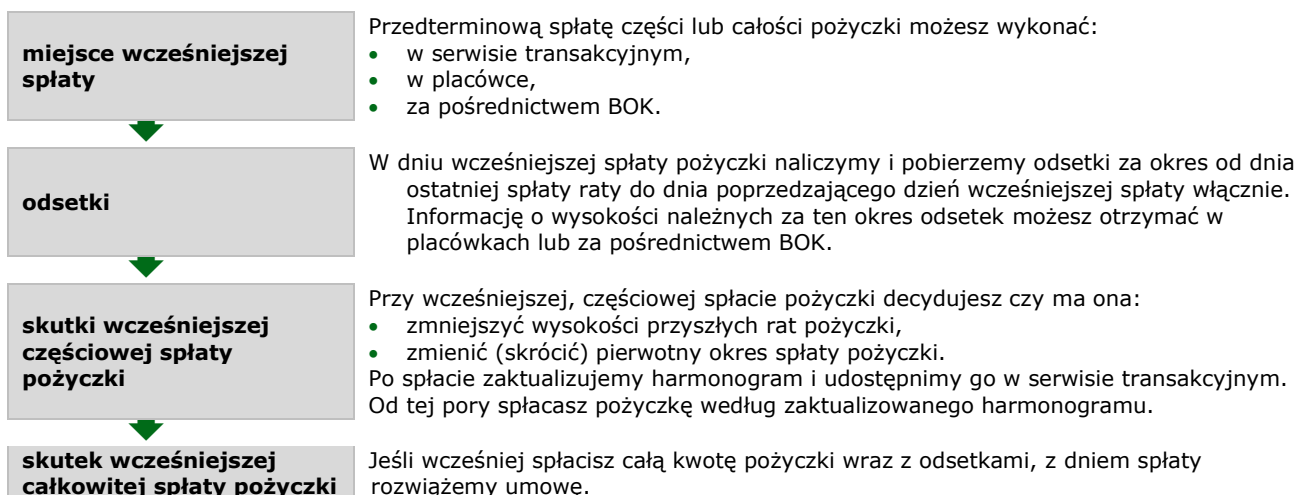 miejsce wcześniejszej
spłaty
Przedterminową spłatę części lub całości pożyczki możesz wykonać:
• w serwisie transakcyjnym,
• w placówce,
• za pośrednictwem BOK.
odsetki
W dniu wcześniejszej spłaty pożyczki naliczymy i pobierzemy odsetki za okres od dnia
ostatniej spłaty raty do dnia poprzedzającego dzień wcześniejszej spłaty włącznie.
Informację o wysokości należnych za ten okres odsetek możesz otrzymać w
placówkach lub za pośrednictwem BOK.
skutki wcześniejszej
częściowej spłaty
pożyczki
Przy wcześniejszej, częściowej spłacie pożyczki decydujesz czy ma ona:
• zmniejszyć wysokości przyszłych rat pożyczki,
• zmienić (skrócić) pierwotny okres spłaty pożyczki.
Po spłacie zaktualizujemy harmonogram i udostępnimy go w serwisie transakcyjnym.
Od tej pory spłacasz pożyczkę według zaktualizowanego harmonogramu.
skutek wcześniejszej
całkowitej spłaty pożyczki
Jeśli wcześniej spłacisz całą kwotę pożyczki wraz z odsetkami, z dniem spłaty
rozwiążemy umowę.